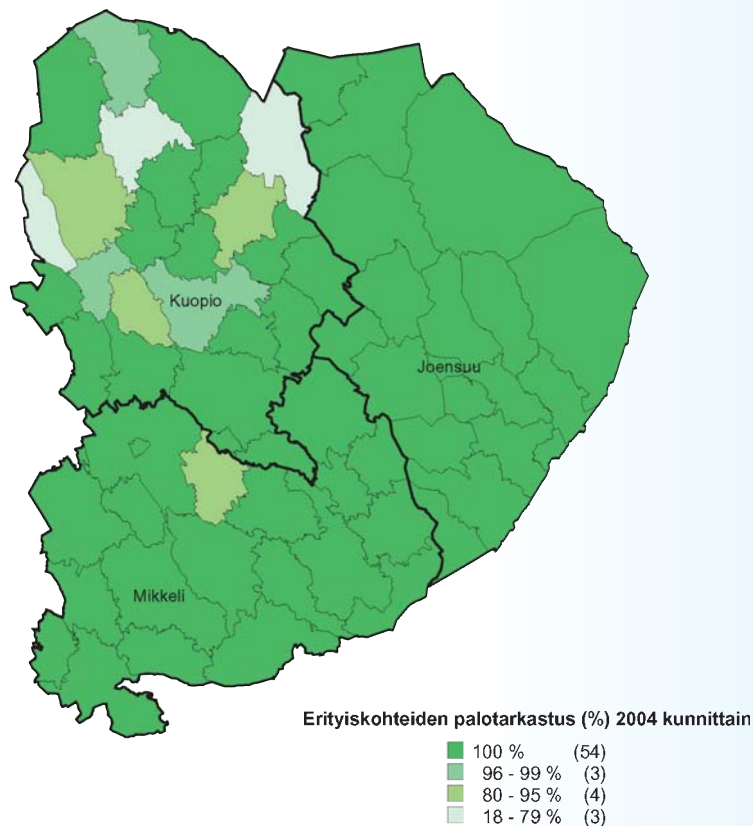 Kuopio
Joensuu
Mikkeli
Erityiskohteiden palotarkastus (%) 2004 kunnittain
100 % (54)
96 - 99 % (3)
80 - 95 % (4)
18 - 79 % (3)